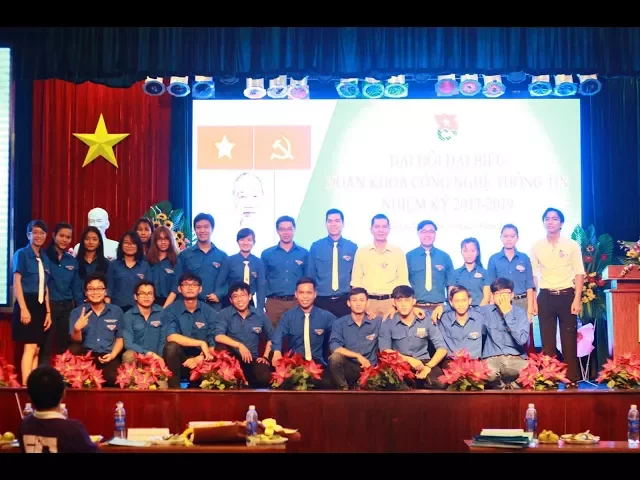 ĐẠI HỘI ĐẠI BIỂU
ĐOÀN KHOA CÔNG NGHỆ THÔNG TIN
NHIỆM KỲ 2017-2019